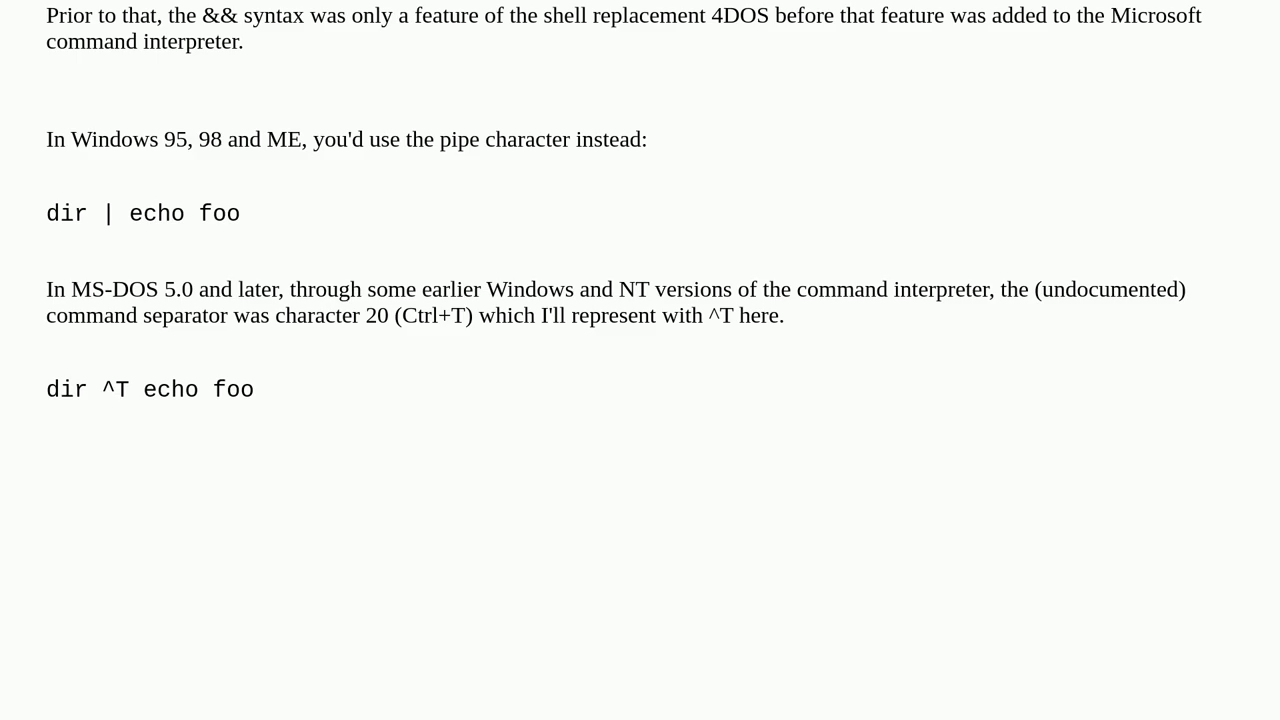 Prior to that, the && syntax was only a feature of the shell replacement 4DOS before that feature was added to the Microsoft
command interpreter.
In Windows 95, 98 and ME, you'd use the pipe character instead:
dir | echo foo
In MS-DOS 5.0 and later, through some earlier Windows and NT versions of the command interpreter, the (undocumented)
command separator was character 20 (Ctrl+T) which I'll represent with ^T here.
dir ^T echo foo